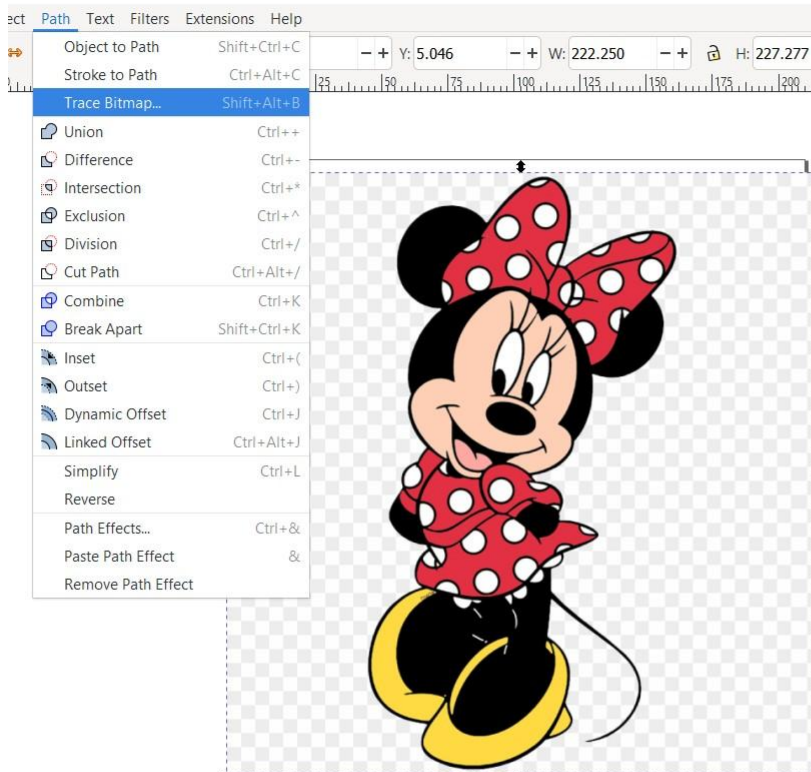 ect Path Text Filters Extensions Help
Y: 5.046 W: 222.250 H: 227.277
25 50 75 100 125 150 175 200
Object to Path Shift+Ctrl+C
Stroke to Path Ctrl+Alt+C
Trace Bitmap... Shift+Alt+B
Union Ctrl++
Difference Ctrl+-
Intersection Ctrl+*
Exclusion Ctrl+^
Division Ctrl+/
Cut Path Ctrl+Alt+/
Combine Ctrl+K
Break Apart Shift+Ctrl+K
Inset Ctrl+(
Outset Ctrl+)
Dynamic Offset Ctrl+J
Linked Offset Ctrl+Alt+J
Simplify Ctrl+L
Reverse
Path Effects... Ctrl+&
Paste Path Effect &
Remove Path Effect